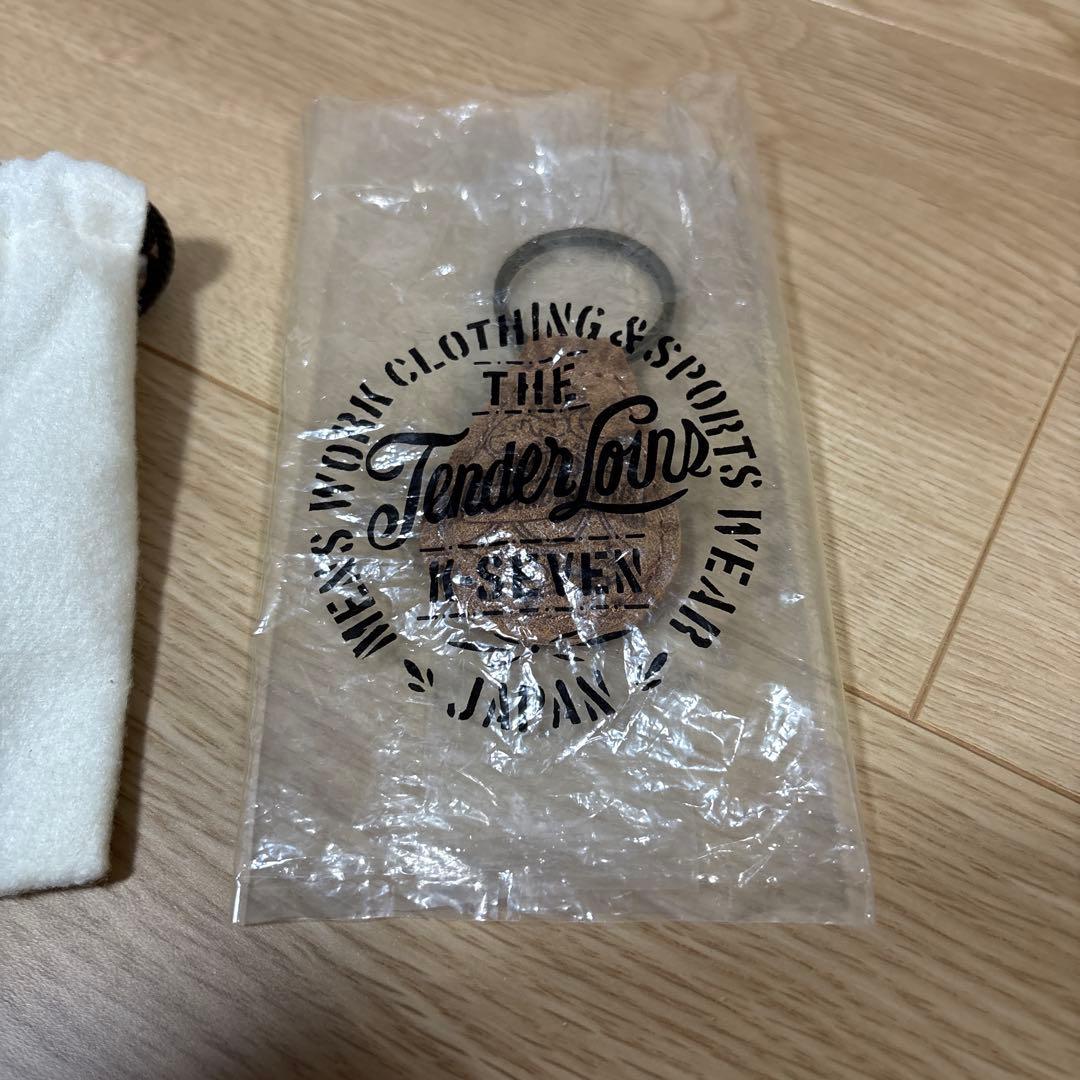 MEN'S WORK CLOTHING & SPORTS WEAR
THE
TenderLoins
N-SEVEN
JAPAN